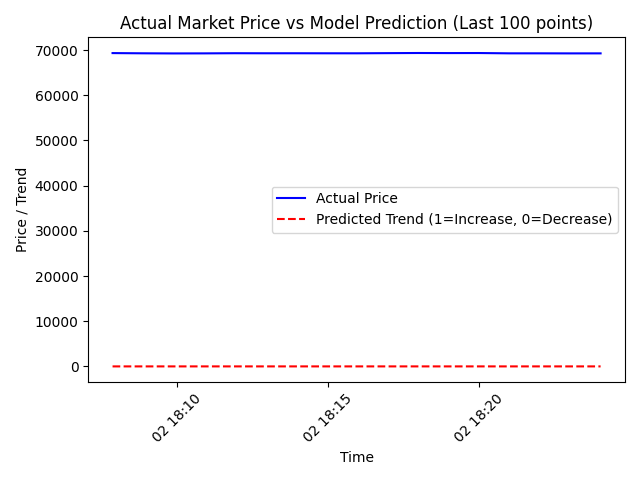 Actual Market Price vs Model Prediction (Last 100 points)
70000
60000
50000
40000
30000
20000
10000
0
Price / Trend
Actual Price
Predicted Trend (1=Increase, 0=Decrease)
02 18:10
02 18:15
02 18:20
Time